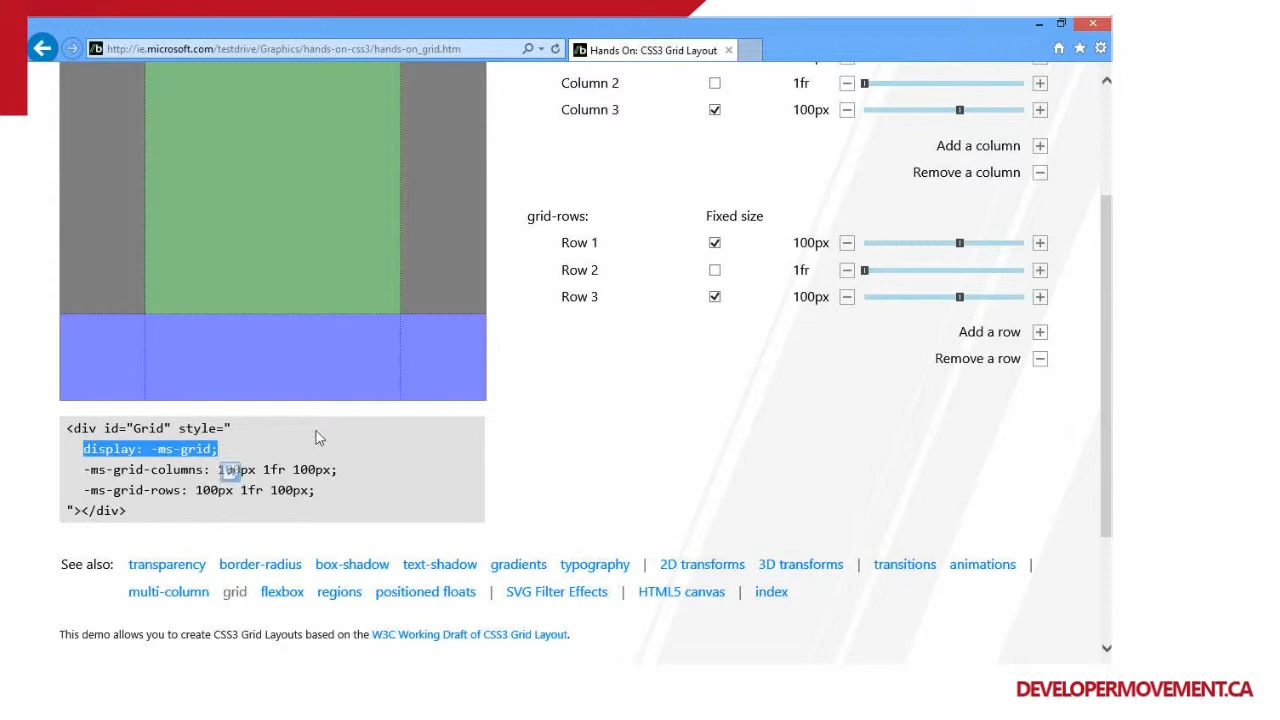 http://ie.microsoft.com/testdrive/Graphics/hands-on-css3/hands-on_grid.htm
Hands On: CSS3 Grid Layout
Column 2 1fr
Column 3 100px
Add a column
Remove a column
grid-rows: Fixed size
Row 1 100px
Row 2 1fr
Row 3 100px
Add a row
Remove a row
<div id="Grid" style="
display: -ms-grid;
-ms-grid-columns: 100px 1fr 100px;
-ms-grid-rows: 100px 1fr 100px;
"></div>
See also: transparency border-radius box-shadow text-shadow gradients typography | 2D transforms 3D transforms | transitions animations |
multi-column grid flexbox regions positioned floats | SVG Filter Effects | HTML5 canvas | index
This demo allows you to create CSS3 Grid Layouts based on the W3C Working Draft of CSS3 Grid Layout.
DEVELOPERMOVEMENT.CA